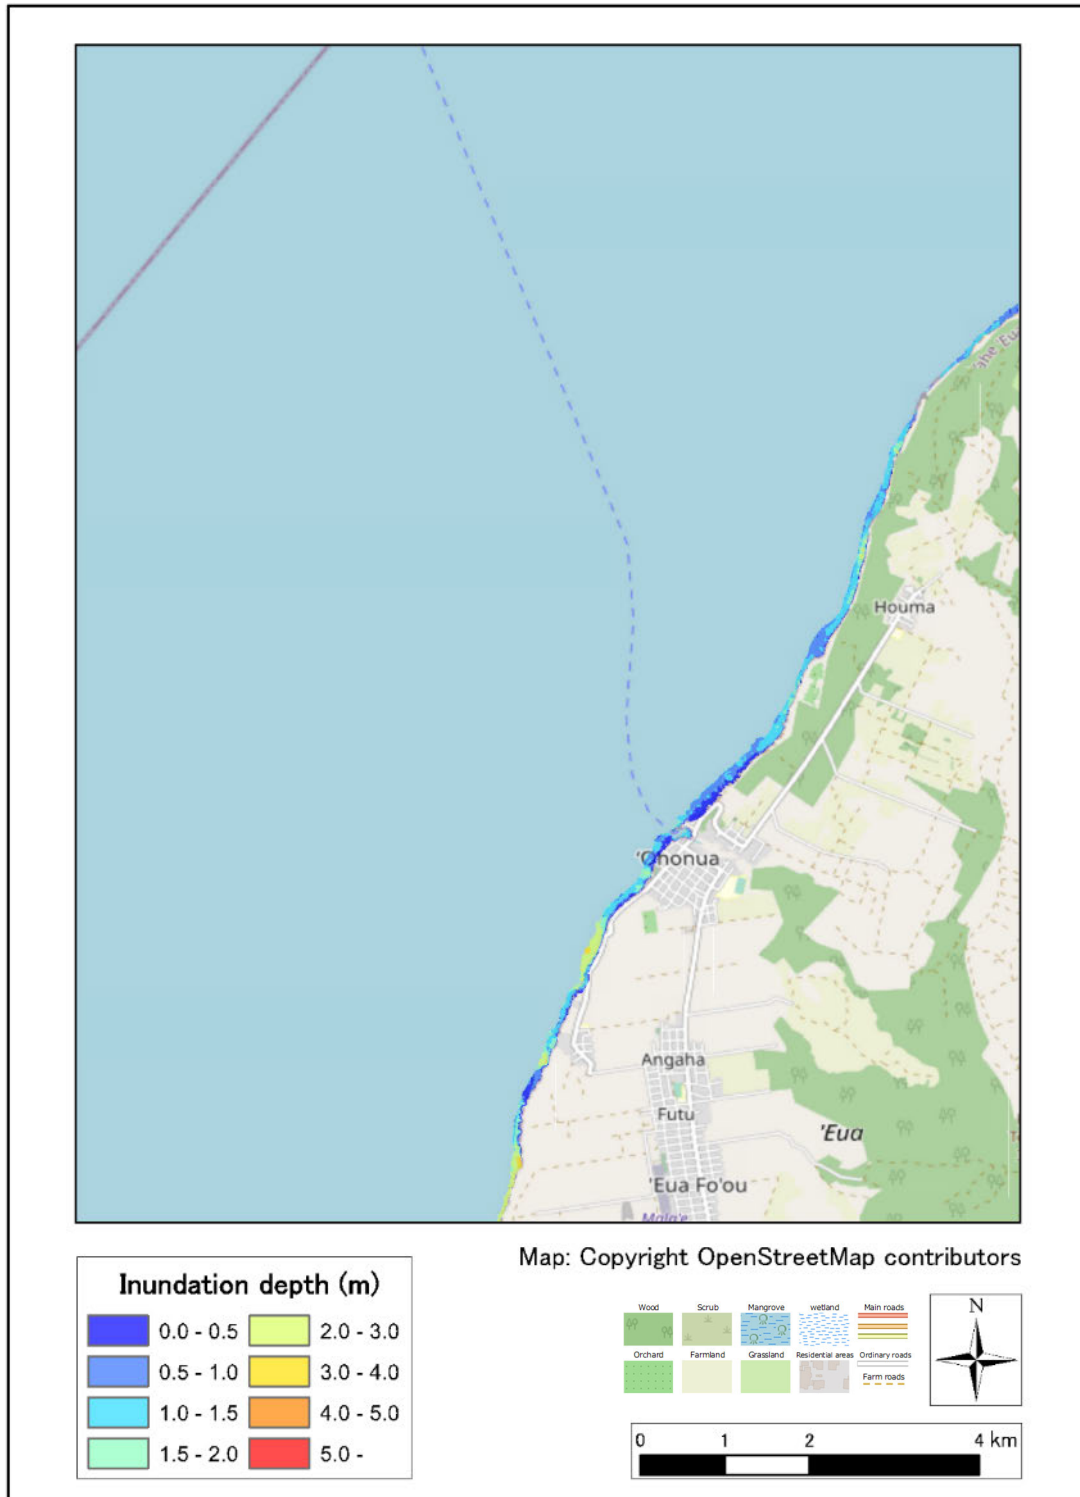 Houma
'Ohonua
Angaha
Futu
'Eua
'Eua Fo'ou
Map: Copyright OpenStreetMap contributors
Inundation depth (m)
0.0 - 0.5
2.0 - 3.0
0.5 - 1.0
3.0 - 4.0
1.0 - 1.5
4.0 - 5.0
1.5 - 2.0
5.0 -
Wood Scrub Mangrove wetland Main roads
Orchard Farmland Grassland Residential areas Ordinary roads
Farm roads
N
0 1 2 4 km